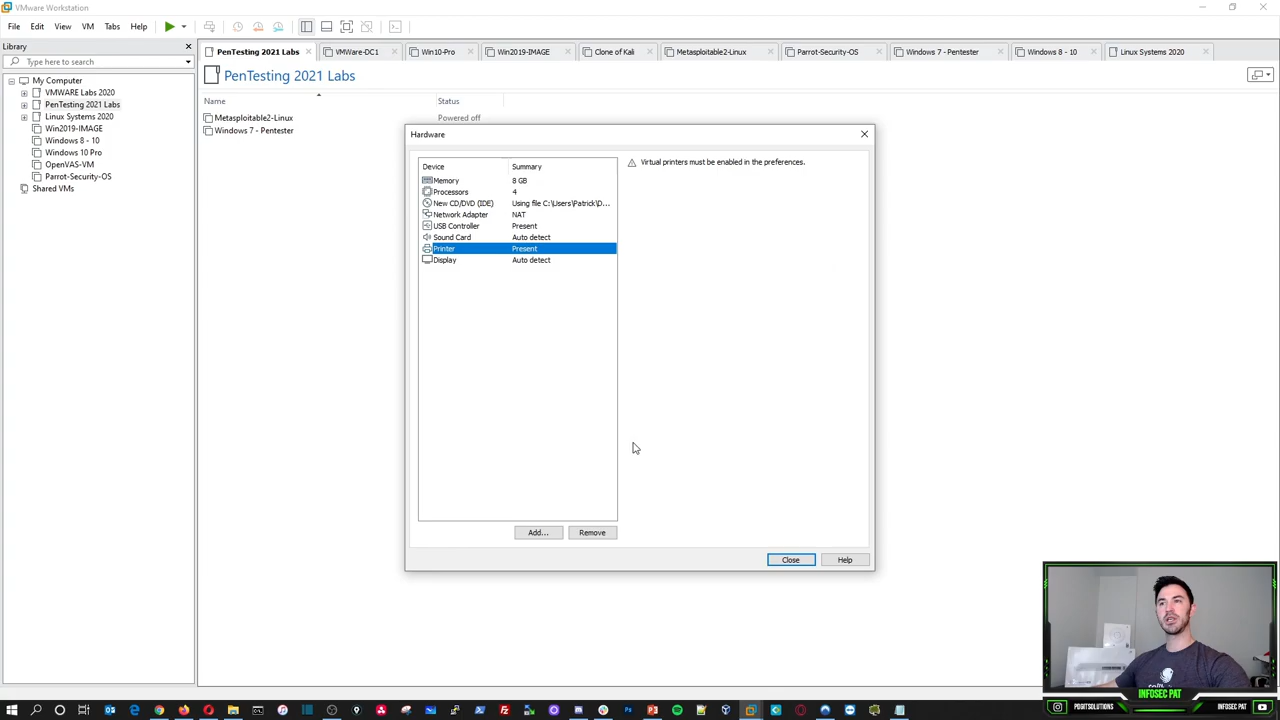 VMware Workstation
File Edit View VM Tabs Help
Library
Type here to search
My Computer
VMWARE Labs 2020
PenTesting 2021 Labs
Linux Systems 2020
Win2019-IMAGE
Windows 8 - 10
Windows 10 Pro
OpenVAS-VM
Parrot-Security-OS
Shared VMs
PenTesting 2021 Labs VMWare-DC1 Win10-Pro Win2019-IMAGE Clone of Kali Metasploitable2-Linux Parrot-Security-OS Windows 7 - Pentester Windows 8 - 10 Linux Systems 2020
PenTesting 2021 Labs
Name Status
Metasploitable2-Linux Powered off
Windows 7 - Pentester
Hardware
Device Summary
Memory 8 GB
Processors 4
New CD/DVD (IDE) Using file C:\Users\Patrick\D...
Network Adapter NAT
USB Controller Present
Sound Card Auto detect
Printer Present
Display Auto detect
Virtual printers must be enabled in the preferences.
Add... Remove
Close Help
INFOSEC PAT
PDGITSOLUTIONS INFOSEC PAT